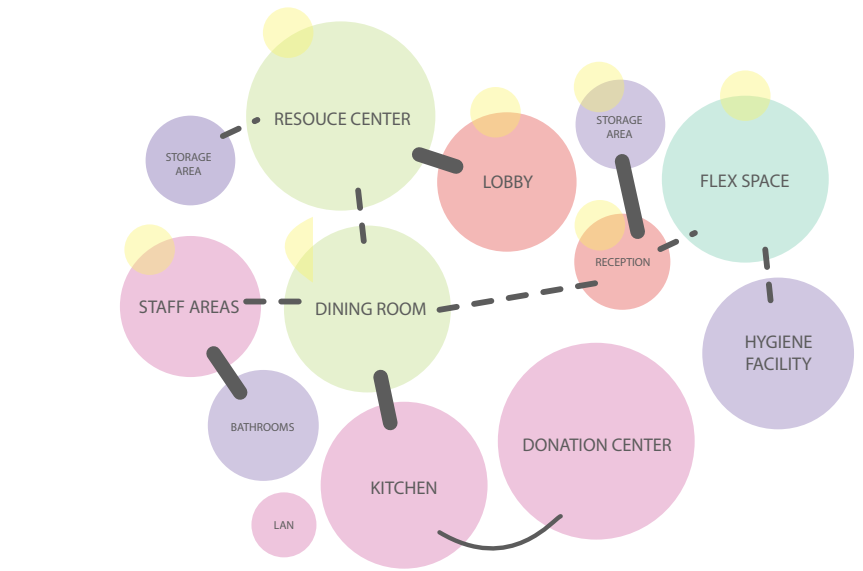 RESOUCE CENTER
STORAGE
AREA
STORAGE
AREA
LOBBY
FLEX SPACE
RECEPTION
STAFF AREAS
DINING ROOM
HYGIENE
FACILITY
BATHROOMS
DONATION CENTER
KITCHEN
LAN